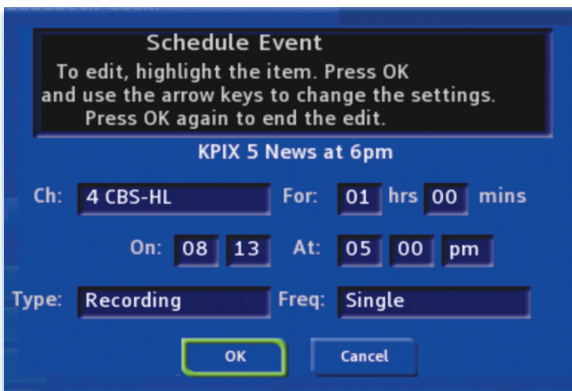 Schedule Event
To edit, highlight the item. Press OK
and use the arrow keys to change the settings.
Press OK again to end the edit.
KPIX 5 News at 6pm
Ch: 4 CBS-HL For: 01 hrs 00 mins
On: 08 13 At: 05 00 pm
Type: Recording Freq: Single
OK Cancel